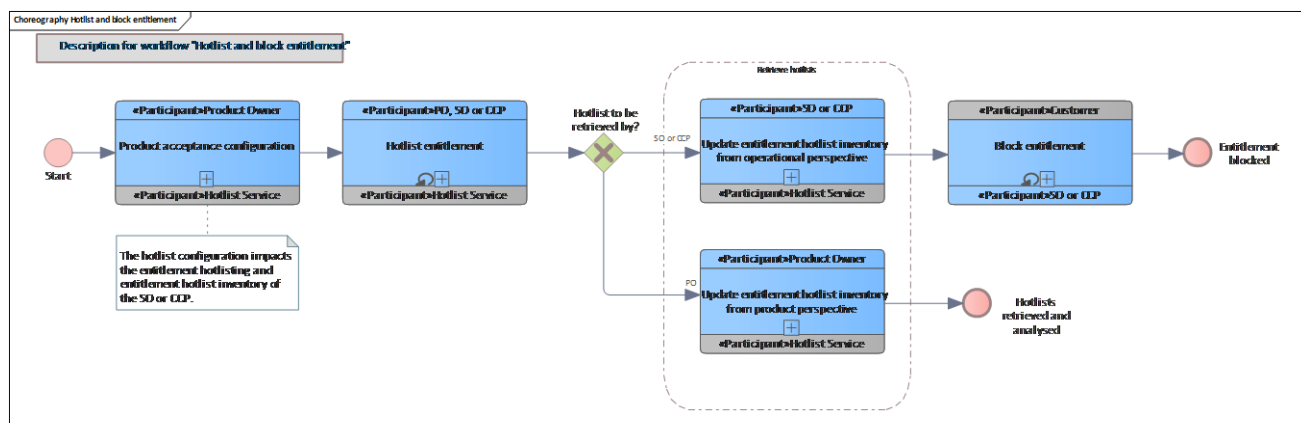 Choreography Hotlist and block entitlement
Description for workflow "Hotlist and block entitlement"
Retrieve hotlists
«Participant»Product Owner
Product acceptance configuration
«Participant»Hotlist Service
Start
«Participant»PO, SO or CCP
Hotlist entitlement
«Participant»Hotlist Service
Hotlist to be
retrieved by?
SO or CCP
PO
«Participant»SO or CCP
Update entitlement hotlist inventory
from operational perspective
«Participant»Hotlist Service
«Participant»Customer
Block entitlement
«Participant»SO or CCP
Entitlement
blocked
The hotlist configuration impacts
the entitlement hotlisting and
entitlement hotlist inventory of
the SO or CCP.
«Participant»Product Owner
Update entitlement hotlist inventory
from product perspective
«Participant»Hotlist Service
Hotlists
retrieved and
analysed